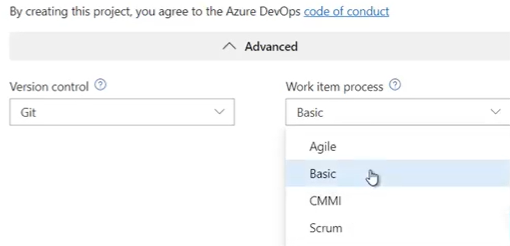 By creating this project, you agree to the Azure DevOps code of conduct
Advanced
Version control
Work item process
Git
Basic
Agile
Basic
CMMI
Scrum